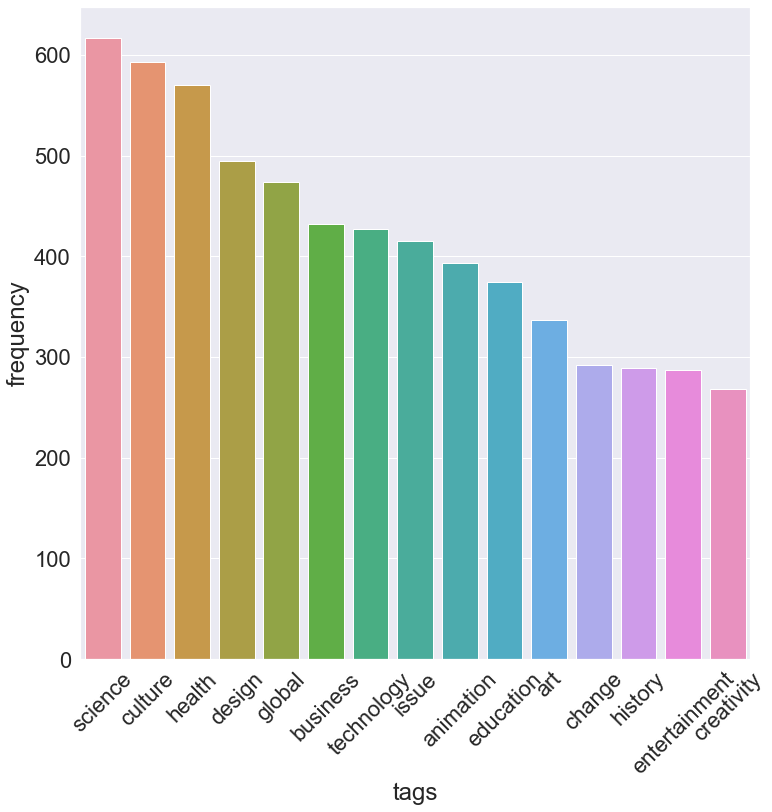 600
500
400
300
200
100
0
frequency
science
culture
health
design
global
business
technology
issue
animation
education
art
change
history
entertainment
creativity
tags